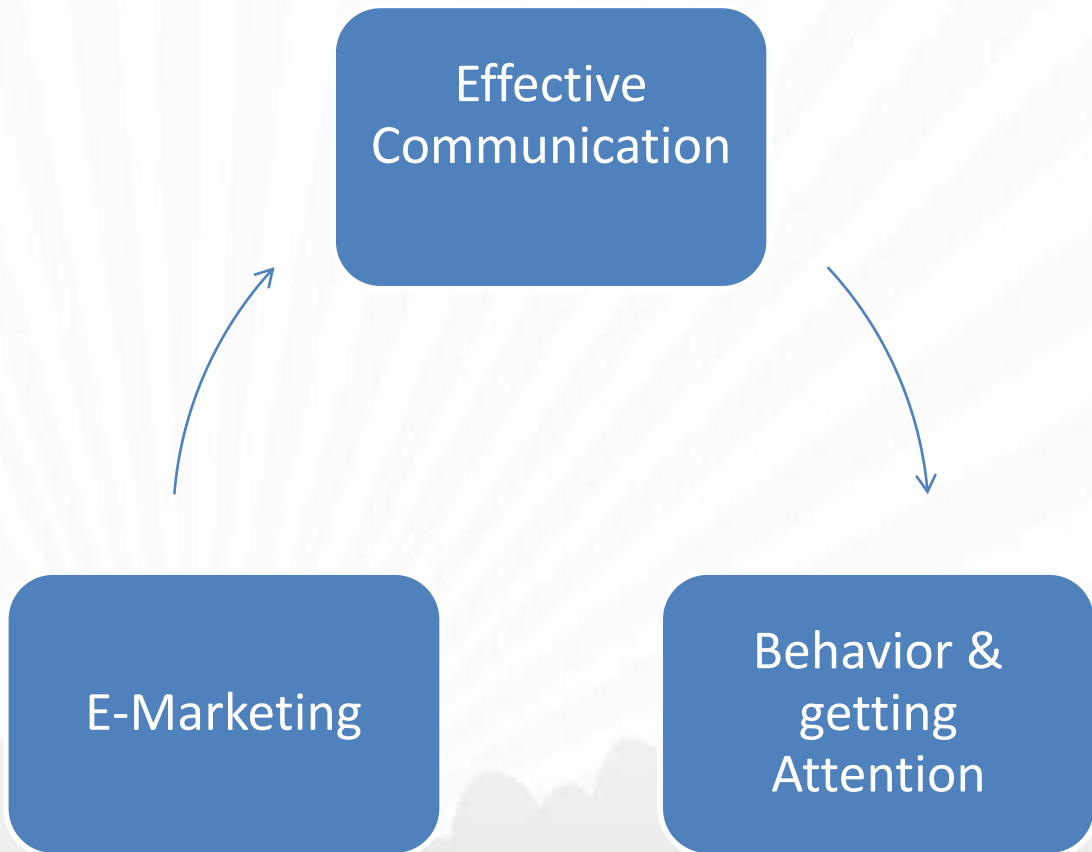 Effective
Communication
E-Marketing
Behavior &
getting
Attention